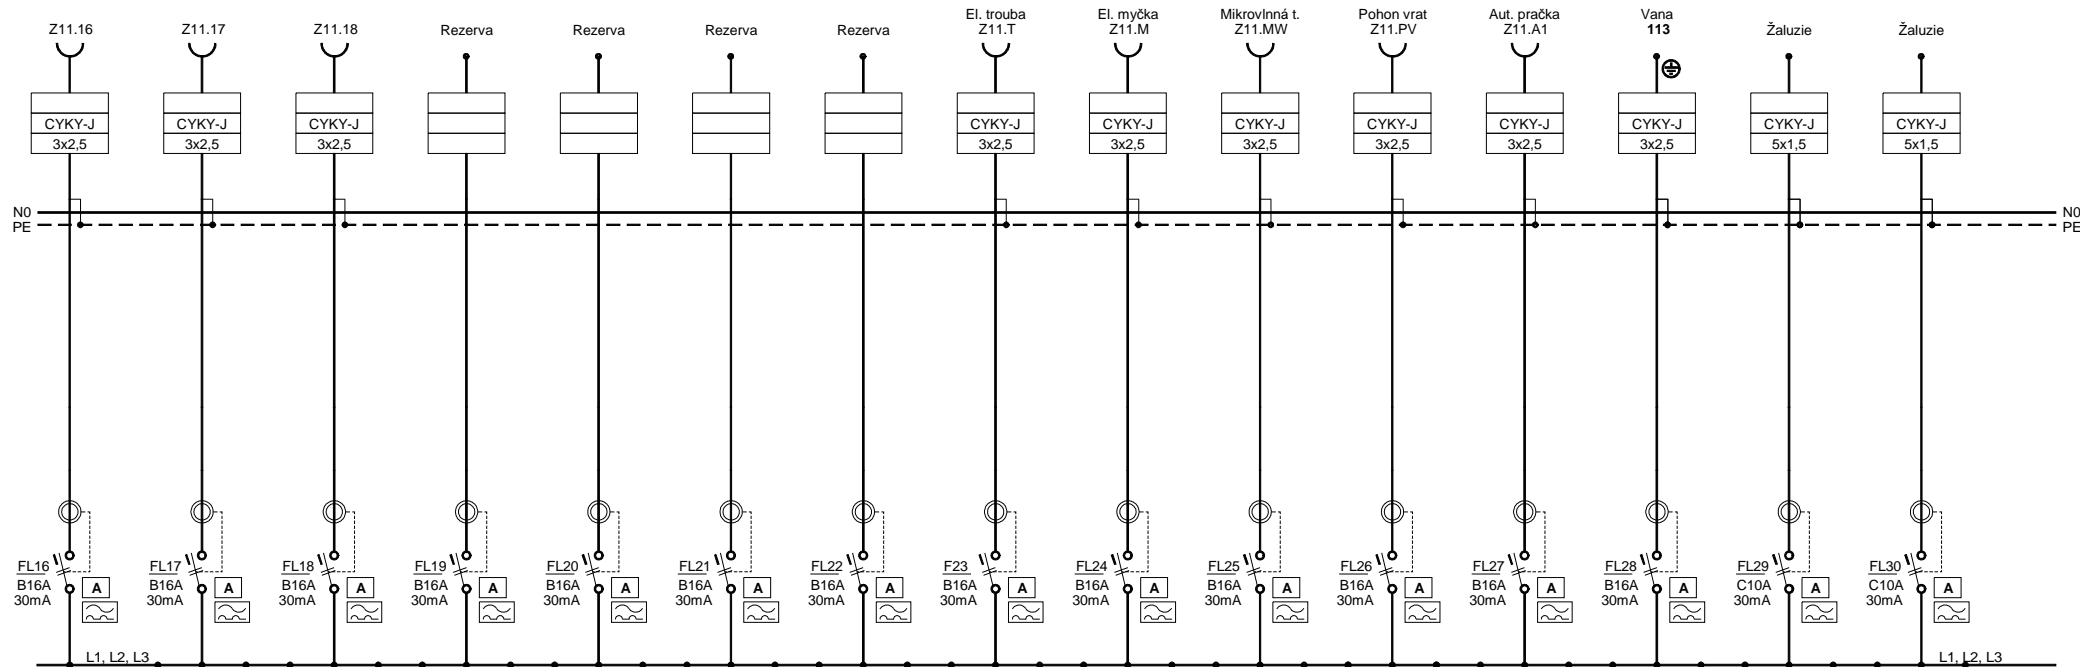 El. trouba El. myčka Mikrovlnná t. Pohon vrat Aut. pračka Vana
Z11.16 Z11.17 Z11.18 Rezerva Rezerva Rezerva Rezerva Z11.T Z11.M Z11.MW Z11.PV Z11.A1 113 Žaluzie Žaluzie
CYKY-J CYKY-J CYKY-J CYKY-J CYKY-J CYKY-J CYKY-J CYKY-J CYKY-J CYKY-J CYKY-J
3x2,5 3x2,5 3x2,5 3x2,5 3x2,5 3x2,5 3x2,5 3x2,5 3x2,5 5x1,5 5x1,5
N0 N0
PE PE
FL16 FL17 FL18 FL19 FL20 FL21 FL22 F23 FL24 FL25 FL26 FL27 FL28 FL29 FL30
B16A A B16A A B16A A B16A A B16A A B16A A B16A A B16A A B16A A B16A A B16A A B16A A B16A A C10A A C10A A
30mA 30mA 30mA 30mA 30mA 30mA 30mA 30mA 30mA 30mA 30mA 30mA 30mA 30mA 30mA
L1, L2, L3 L1, L2, L3